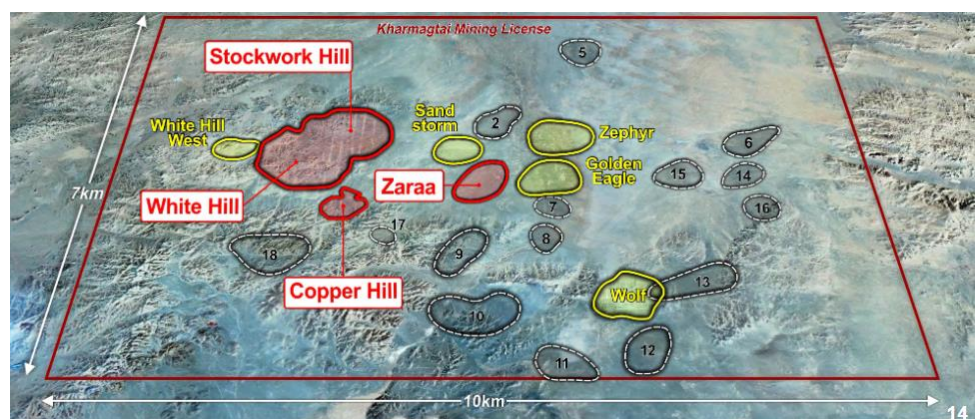 Kharmagtai Mining License
Stockwork Hill
5
White Hill
West
Sand
storm
2
Zephyr
6
Golden
Eagle
15
14
7km
White Hill
Zaraa
7
16
17
18
9
8
Copper Hill
10
Wolf
13
11
12
10km
14